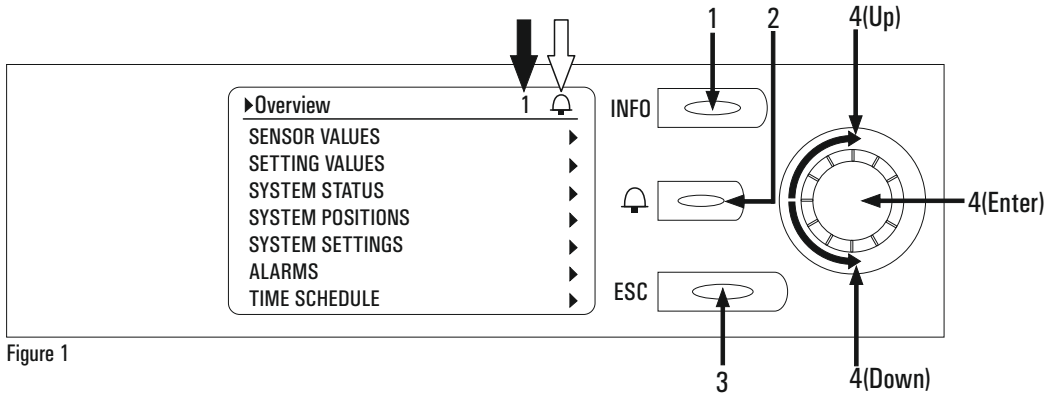 1 2 4(Up)
Overview 1
INFO
SENSOR VALUES
SETTING VALUES
SYSTEM STATUS
SYSTEM POSITIONS
4(Enter)
SYSTEM SETTINGS
ALARMS
ESC
TIME SCHEDULE
Figure 1
3 4(Down)